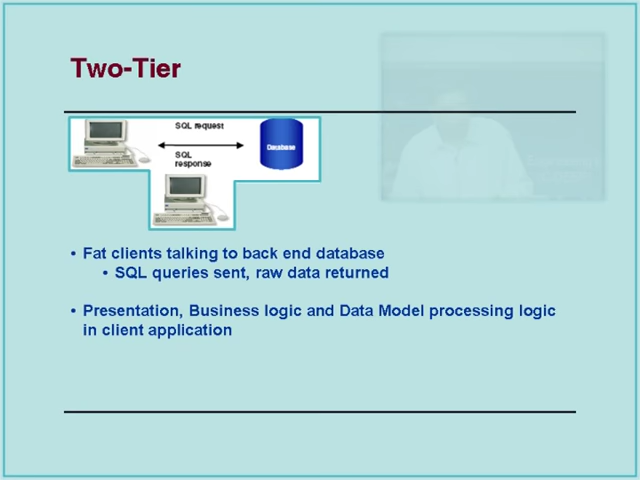 Two-Tier
SQL request
SQL
response
Database
• Fat clients talking to back end database
• SQL queries sent, raw data returned
• Presentation, Business logic and Data Model processing logic
in client application